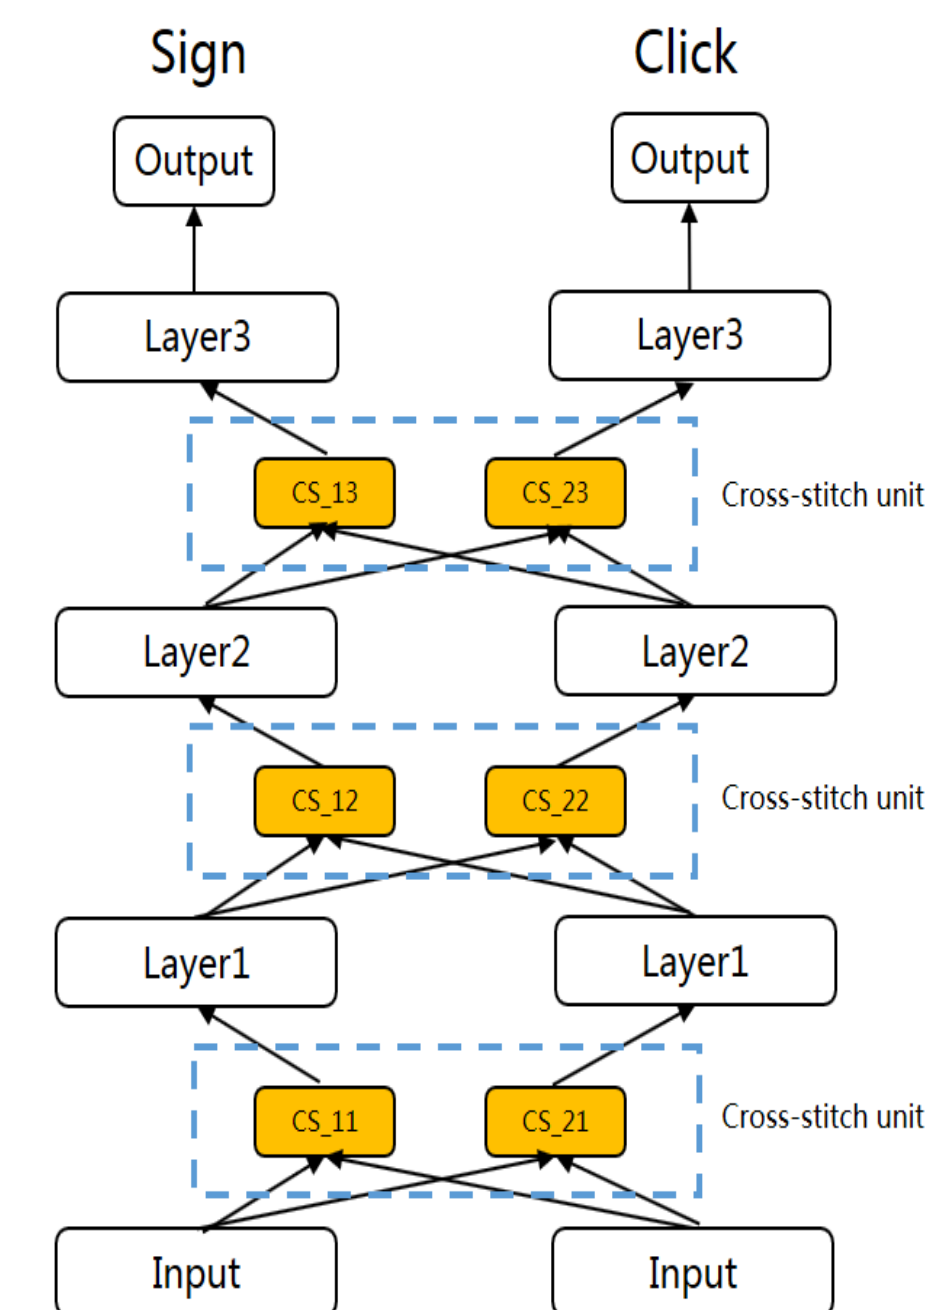 Sign
Click
Output
Output
Layer3
Layer3
CS_13
CS_23
Cross-stitch unit
Layer2
Layer2
CS_12
CS_22
Cross-stitch unit
Layer1
Layer1
CS_11
CS_21
Cross-stitch unit
Input
Input